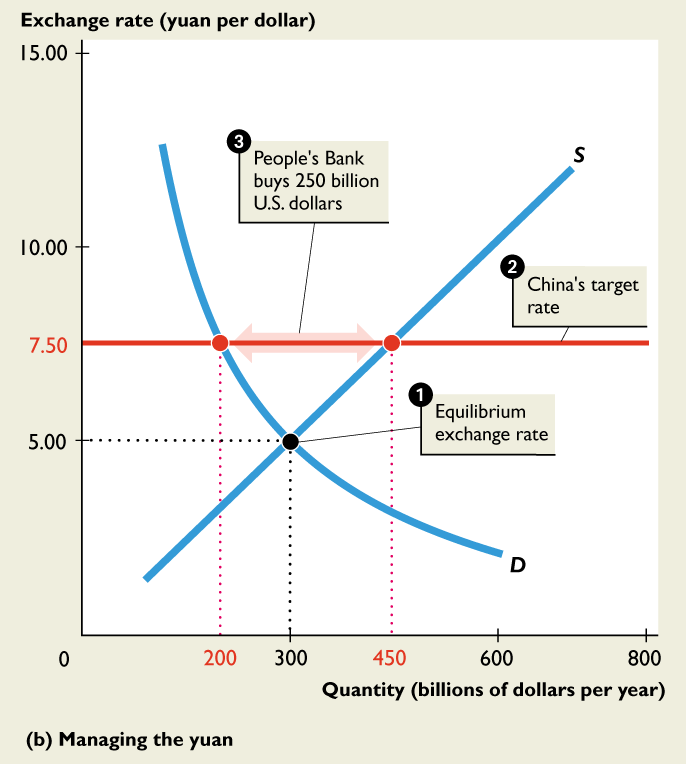 Exchange rate (yuan per dollar)
15.00
3
People's Bank
buys 250 billion
U.S. dollars
S
10.00
2
China's target
rate
7.50
1
Equilibrium
exchange rate
5.00
D
0
200
300
450
600
800
Quantity (billions of dollars per year)
(b) Managing the yuan